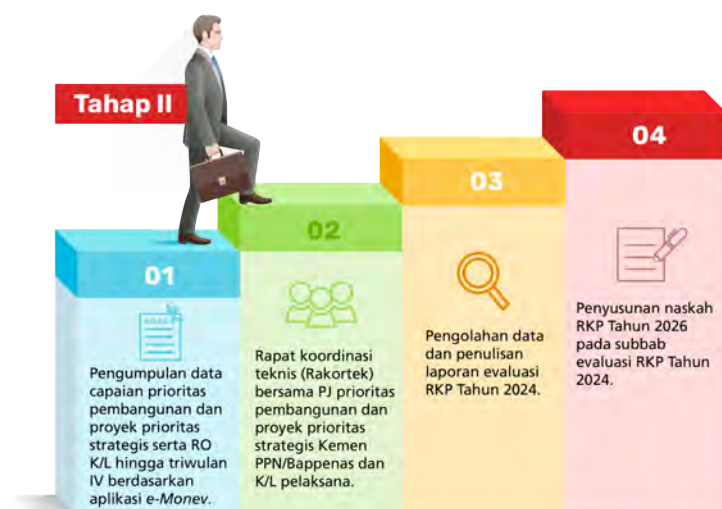 Tahap II
01
Pengumpulan data
capaian prioritas
pembangunan dan
proyek prioritas
strategis serta RO
K/L hingga triwulan
IV berdasarkan
aplikasi e-Monev.
02
Rapat koordinasi
teknis (Rakortek)
bersama PJ prioritas
pembangunan dan
proyek prioritas
strategis Kemen
PPN/Bappenas dan
K/L pelaksana.
03
Pengolahan data
dan penulisan
laporan evaluasi
RKP Tahun 2024.
04
Penyusunan naskah
RKP Tahun 2026
pada subbab
evaluasi RKP Tahun
2024.